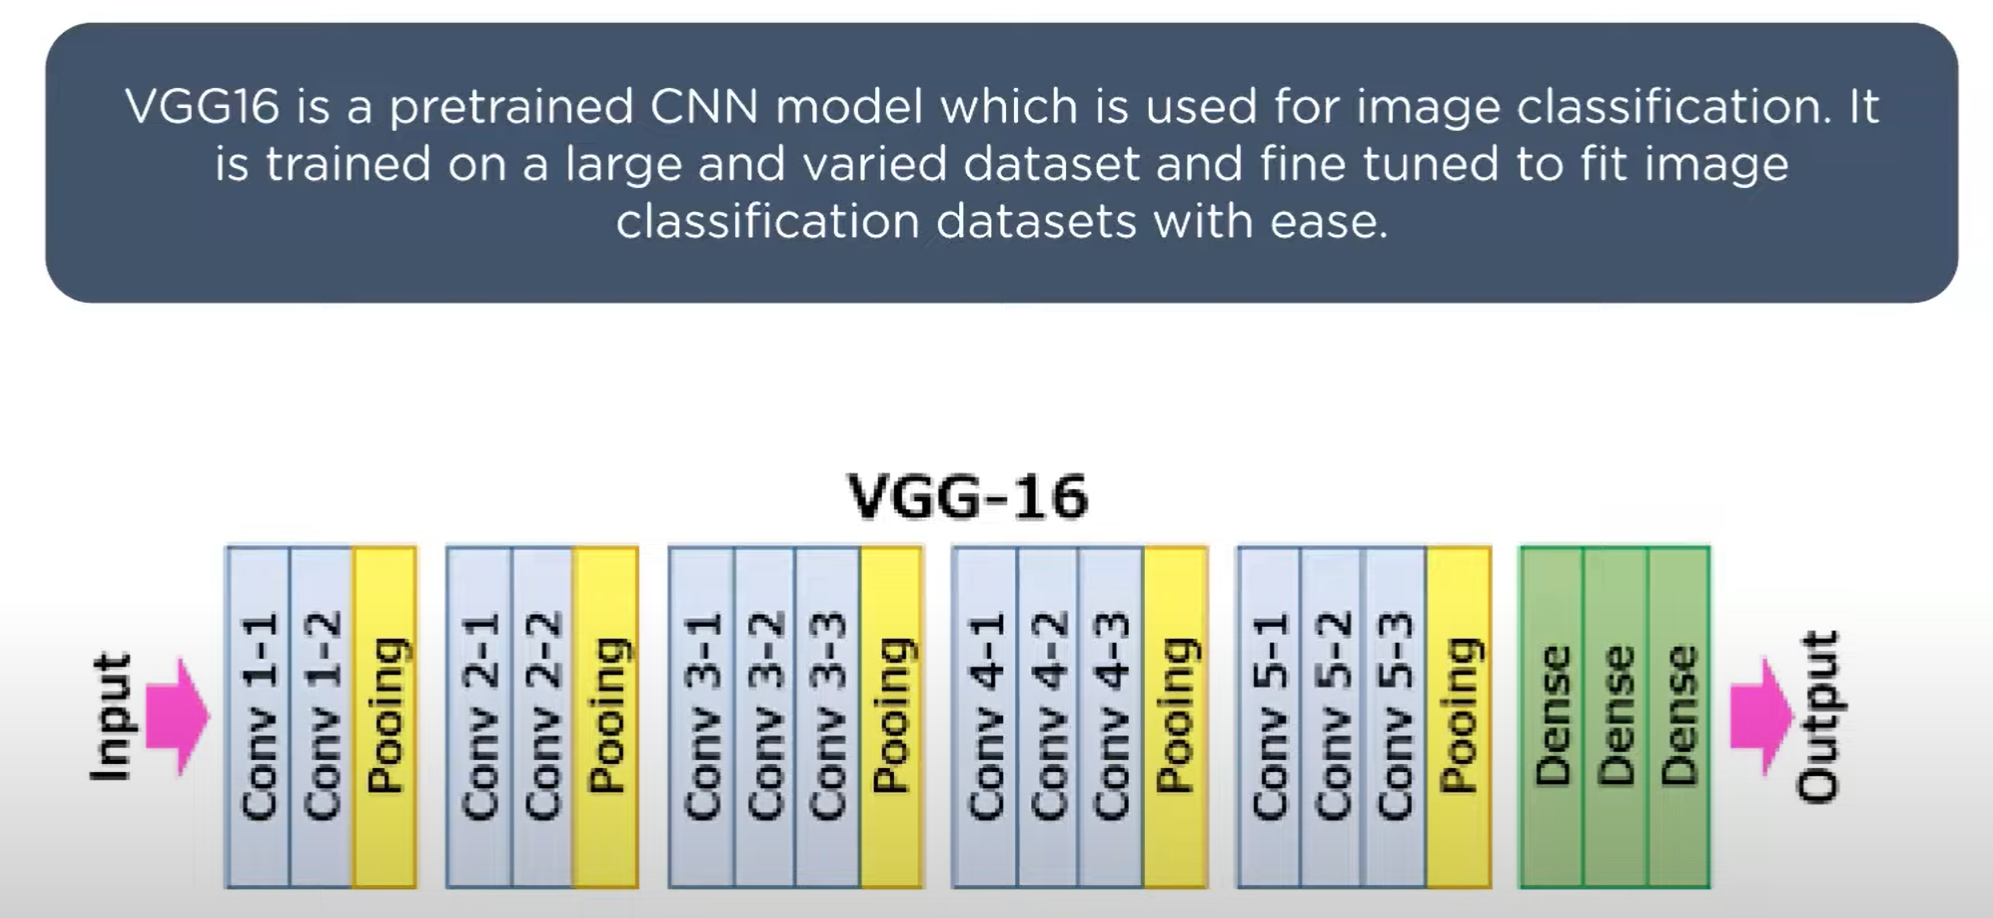 VGG16 is a pretrained CNN model which is used for image classification. It
is trained on a large and varied dataset and fine tuned to fit image
classification datasets with ease.
VGG-16
Input
Conv 1-1
Conv 1-2
Pooing
Conv 2-1
Conv 2-2
Pooing
Conv 3-1
Conv 3-2
Conv 3-3
Pooing
Conv 4-1
Conv 4-2
Conv 4-3
Pooing
Conv 5-1
Conv 5-2
Conv 5-3
Pooing
Dense
Dense
Dense
Output